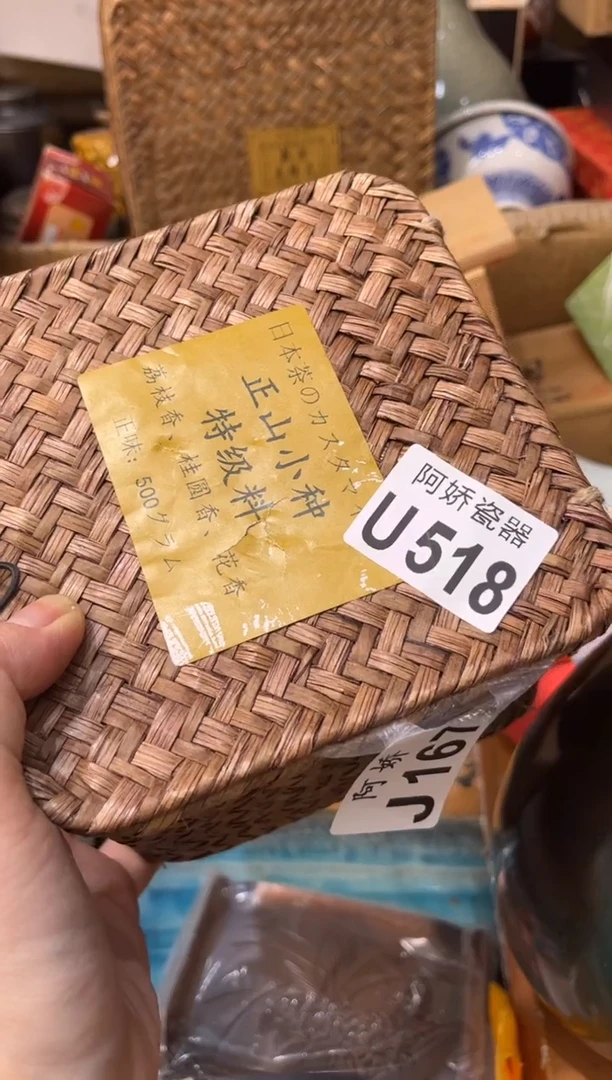 日本茶のカスタマイ
正山小种
特级料
荔枝香、桂圆香、花香
正味：500グラム
阿娇瓷器
U518
阿娇
J167